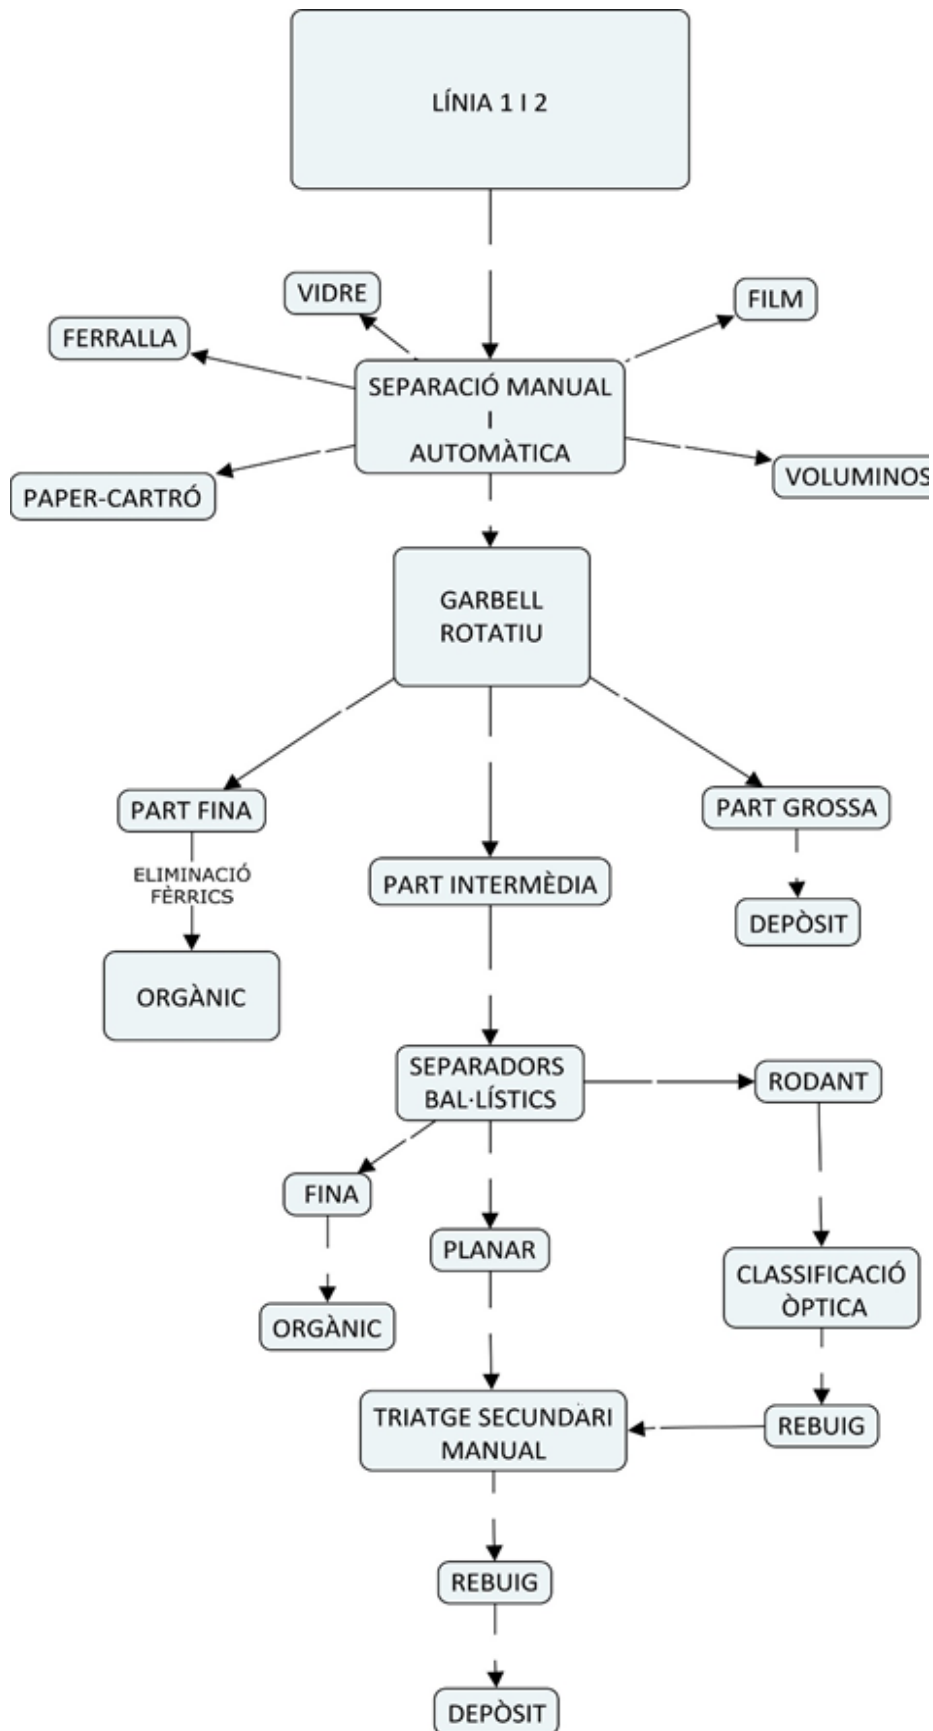 LÍNIA 1 I 2
VIDRE
FILM
FERRALLA
SEPARACIÓ MANUAL
I
AUTOMÀTICA
PAPER-CARTRÓ
VOLUMINOS
GARBELL
ROTATIU
PART FINA
PART GROSSA
ELIMINACIÓ
FÈRRICS
PART INTERMÈDIA
DEPÒSIT
ORGÀNIC
SEPARADORS
BAL·LÍSTICS
RODANT
FINA
PLANAR
CLASSIFICACIÓ
ÒPTICA
ORGÀNIC
TRIATGE SECUNDARI
MANUAL
REBUIG
REBUIG
DEPÒSIT